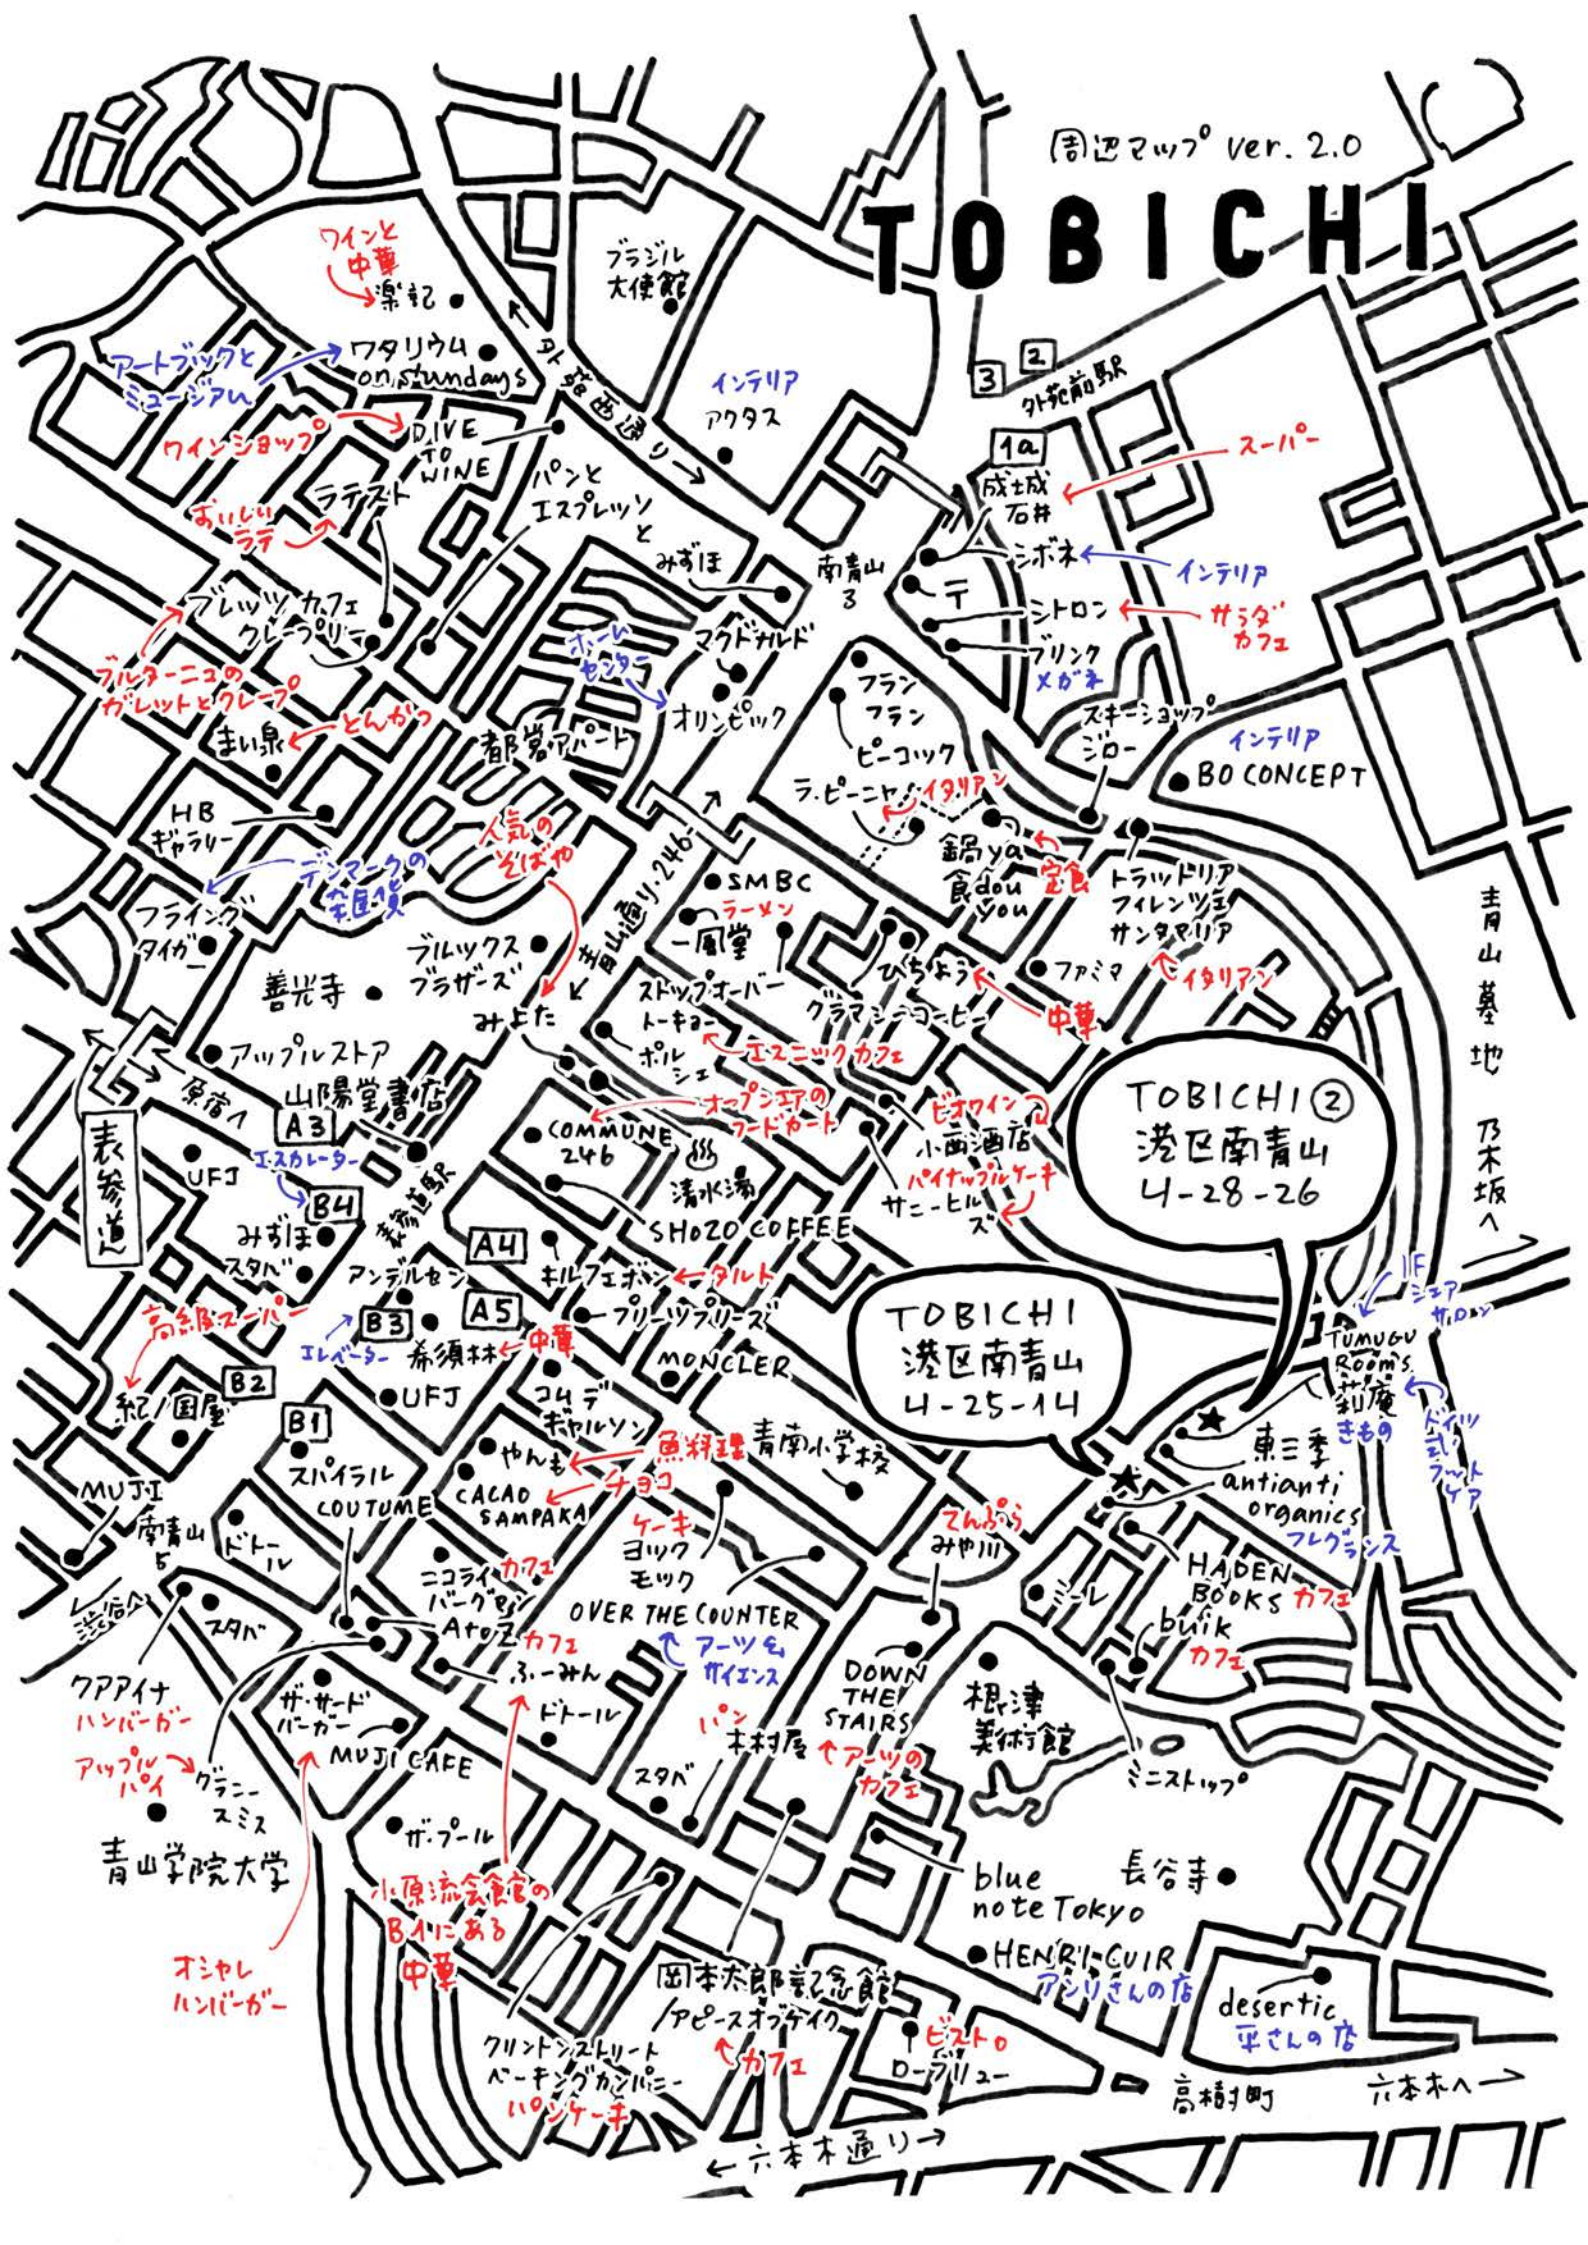 周辺マップ ver. 2.0
TOBICHI
ワインと
中華
楽記
ブラジル
大使館
アートブックと
ミュージアム
ワタリウム
on sundays
外苑西通り
インテリア
アクタス
3
2
外苑前駅
1a
スーパー
成城
石井
ワインショップ
DIVE
TO
WINE
ラテスト
おいしい
ラテ
パンと
エスプレッソ
と
みずほ
南青山
3
シボネ
インテリア
〒
シトロン
サラダ
カフェ
ブリンク
メガネ
ブレッツカフェ
クレープリー
ブルターニュの
ガレットとクレープ
ホーム
センター
マクドナルド
オリンピック
フラン
フラン
ピーコック
スキーショップ
ジロー
インテリア
BO CONCEPT
まい泉
とんかつ
都営アパート
ラ・ピーニャ
イタリアン
HB
ギャラリー
人気の
そばや
青山通り・246
SMBC
ラーメン
一風堂
鍋ya
食dou
you
定食
トラットリア
フィレンツェ
サンタマリア
イタリアン
デンマークの
雑貨
フライング
タイガー
善光寺
ブルックス
ブラザーズ
みよた
ストップオーバー
トーキョー
エスニックカフェ
ひちょう
中華
グラマシーコーヒー
ファミマ
青山墓地
乃木坂へ
アップルストア
原宿へ
表参道
山陽堂書店
ポル
シェ
オープンエアの
フードカート
COMMUNE
246
清水湯
SHOZO COFFEE
ビオワイン
小西酒店
パイナップルケーキ
サニーヒル
ズ
TOBICHI②
港区南青山
4-28-26
A3
エスカレーター
UFJ
B4
みずほ
スタバ
表参道駅
A4
アンデルセン
キルフェボン
タルト
高級スーパー
B3
エレベーター
希須林
中華
A5
プリーツプリーズ
MONCLER
TOBICHI
港区南青山
4-25-14
1F
シェア
サロン
TUMUGU
Room's
きもの
ドイツ
式
フット
ケア
紀ノ国屋
B2
UFJ
B1
コムデ
ギャルソン
スパイラル
やんも
魚料理
CACAO
SAMPAKA
チョコ
青南小学校
東三季
antianti
organics
フレグランス
MUJI
南青山
5
ドトー
ル
COUTUME
ケーキ
ヨック
モック
てんぷら
みや川
ニコライ
バーグマン
カフェ
OVER THE COUNTER
アーツ&
サイエンス
ミーレ
HADEN
BOOKS
カフェ
buik
カフェ
渋谷へ
スタバ
AtoZ
カフェ
ふーみん
クアアイナ
ハンバーガー
ザ・サード
バーガー
MUJI CAFE
ドトール
アップル
パイ
グラニー
スミス
青山学院大学
パン
木村屋
スタバ
DOWN
THE
STAIRS
アーツの
カフェ
根津
美術館
ミニストップ
ザ・プール
小原流会館の
B1にある
中華
オシャレ
ハンバーガー
blue
note Tokyo
長谷寺
HENRI-CUIR
アンリさんの店
desertic
平さんの店
岡本太郎記念館
/アピースオブケイク
カフェ
ビストロ
ローブリュー
クリントンストリート
ベーキングカンパニー
パンケーキ
高樹町
六本木へ
六本木通り